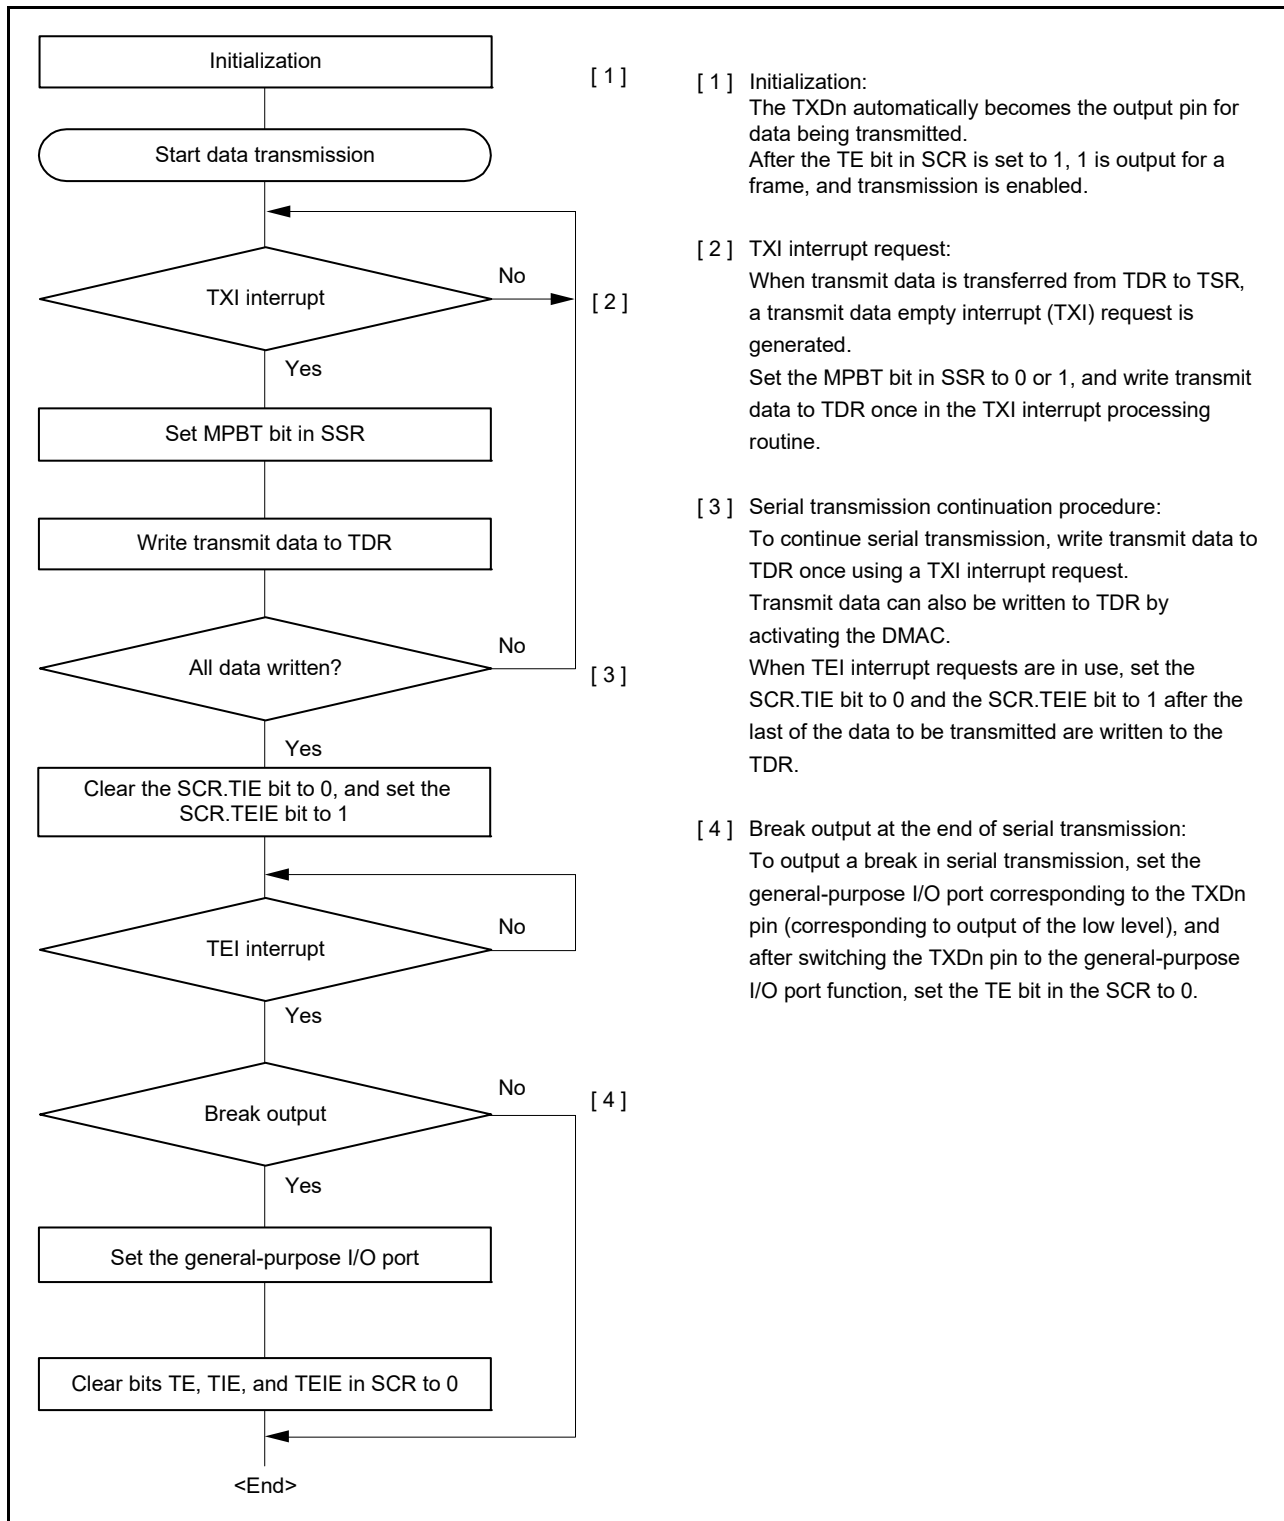 Initialization
[ 1 ]
Start data transmission
TXI interrupt
No
[ 2 ]
Yes
Set MPBT bit in SSR
Write transmit data to TDR
All data written?
No
[ 3 ]
Yes
Clear the SCR.TIE bit to 0, and set the
SCR.TEIE bit to 1
TEI interrupt
No
Yes
Break output
No
[ 4 ]
Yes
Set the general-purpose I/O port
Clear bits TE, TIE, and TEIE in SCR to 0
<End>
[ 1 ] Initialization:
The TXDn automatically becomes the output pin for
data being transmitted.
After the TE bit in SCR is set to 1, 1 is output for a
frame, and transmission is enabled.
[ 2 ] TXI interrupt request:
When transmit data is transferred from TDR to TSR,
a transmit data empty interrupt (TXI) request is
generated.
Set the MPBT bit in SSR to 0 or 1, and write transmit
data to TDR once in the TXI interrupt processing
routine.
[ 3 ] Serial transmission continuation procedure:
To continue serial transmission, write transmit data to
TDR once using a TXI interrupt request.
Transmit data can also be written to TDR by
activating the DMAC.
When TEI interrupt requests are in use, set the
SCR.TIE bit to 0 and the SCR.TEIE bit to 1 after the
last of the data to be transmitted are written to the
TDR.
[ 4 ] Break output at the end of serial transmission:
To output a break in serial transmission, set the
general-purpose I/O port corresponding to the TXDn
pin (corresponding to output of the low level), and
after switching the TXDn pin to the general-purpose
I/O port function, set the TE bit in the SCR to 0.